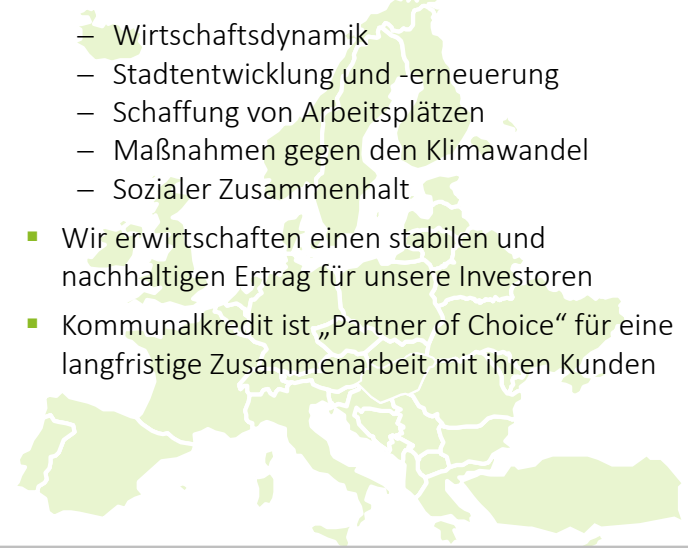 – Wirtschaftsdynamik
– Stadtentwicklung und -erneuerung
– Schaffung von Arbeitsplätzen
– Maßnahmen gegen den Klimawandel
– Sozialer Zusammenhalt
▪ Wir erwirtschaften einen stabilen und
nachhaltigen Ertrag für unsere Investoren
▪ Kommunalkredit ist „Partner of Choice“ für eine
langfristige Zusammenarbeit mit ihren Kunden